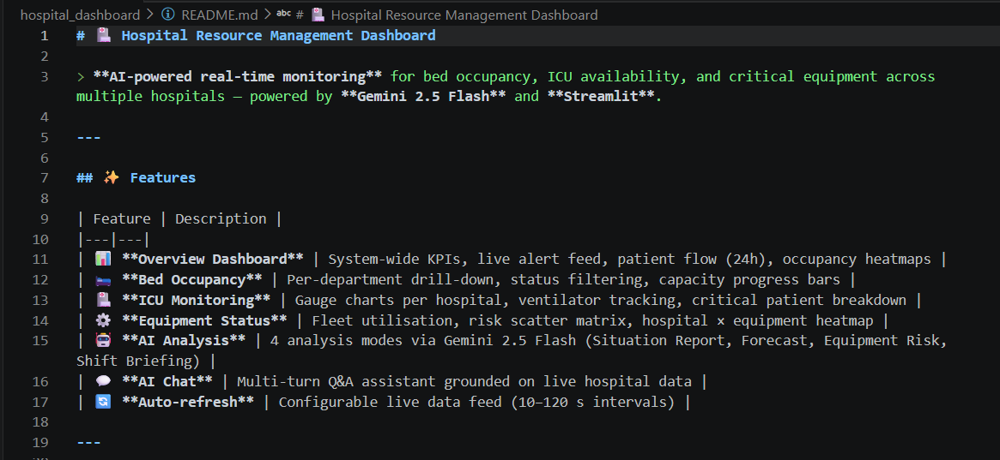 hospital_dashboard > README.md > abc # 🏥 Hospital Resource Management Dashboard
1 # 🏥 Hospital Resource Management Dashboard
2
3 > **AI-powered real-time monitoring** for bed occupancy, ICU availability, and critical equipment across
multiple hospitals — powered by **Gemini 2.5 Flash** and **Streamlit**.
4
5 ---
6
7 ## ✨ Features
8
9 | Feature | Description |
10 |---|---|
11 | 📊 **Overview Dashboard** | System-wide KPIs, live alert feed, patient flow (24h), occupancy heatmaps |
12 | 🛏️ **Bed Occupancy** | Per-department drill-down, status filtering, capacity progress bars |
13 | 🏥 **ICU Monitoring** | Gauge charts per hospital, ventilator tracking, critical patient breakdown |
14 | ⚙️ **Equipment Status** | Fleet utilisation, risk scatter matrix, hospital × equipment heatmap |
15 | 🤖 **AI Analysis** | 4 analysis modes via Gemini 2.5 Flash (Situation Report, Forecast, Equipment Risk,
Shift Briefing) |
16 | 💬 **AI Chat** | Multi-turn Q&A assistant grounded on live hospital data |
17 | 🔄 **Auto-refresh** | Configurable live data feed (10–120 s intervals) |
18
19 ---